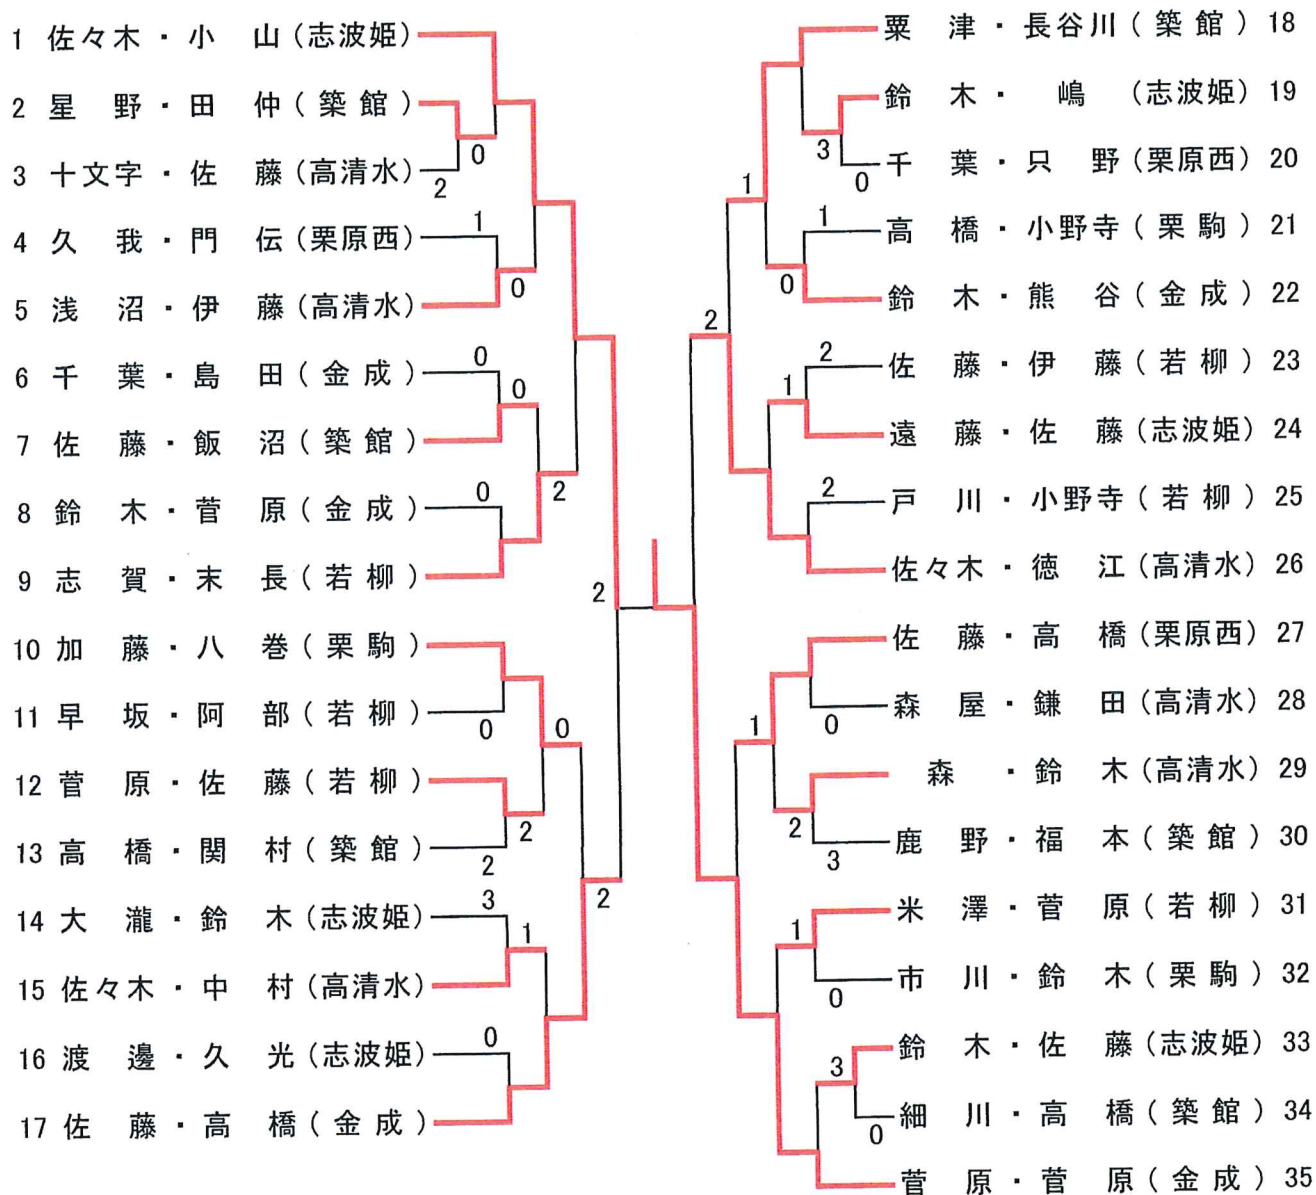 1 佐々木・小 山(志波姫)
2 星 野・田 仲(築館)
0
3 十文字・佐 藤(高清水)
2
1
4 久 我・門 伝(栗原西)
0
5 浅 沼・伊 藤(高清水)
0
6 千 葉・島 田(金成)
0
7 佐 藤・飯 沼(築館)
0
2
8 鈴 木・菅 原(金成)
9 志 賀・末 長(若柳)
2
10 加 藤・八 巻(栗駒)
11 早 坂・阿 部(若柳)
0
0
12 菅 原・佐 藤(若柳)
2
13 高 橋・関 村(築館)
2
2
3
14 大 瀧・鈴 木(志波姫)
1
15 佐々木・中 村(高清水)
0
16 渡 邊・久 光(志波姫)
17 佐 藤・高 橋(金成)
粟 津・長谷川(築館) 18
鈴 木・ 嶋 (志波姫) 19
3
千 葉・只 野(栗原西) 20
0
1
1
高 橋・小野寺(栗駒) 21
0
鈴 木・熊 谷(金成) 22
2
2
佐 藤・伊 藤(若柳) 23
1
遠 藤・佐 藤(志波姫) 24
2
戸 川・小野寺(若柳) 25
佐々木・徳 江(高清水) 26
佐 藤・高 橋(栗原西) 27
森 屋・鎌 田(高清水) 28
0
1
森 ・鈴 木(高清水) 29
2
鹿 野・福 本(築館) 30
3
米 澤・菅 原(若柳) 31
1
市 川・鈴 木(栗駒) 32
0
鈴 木・佐 藤(志波姫) 33
3
細 川・高 橋(築館) 34
0
菅 原・菅 原(金成) 35